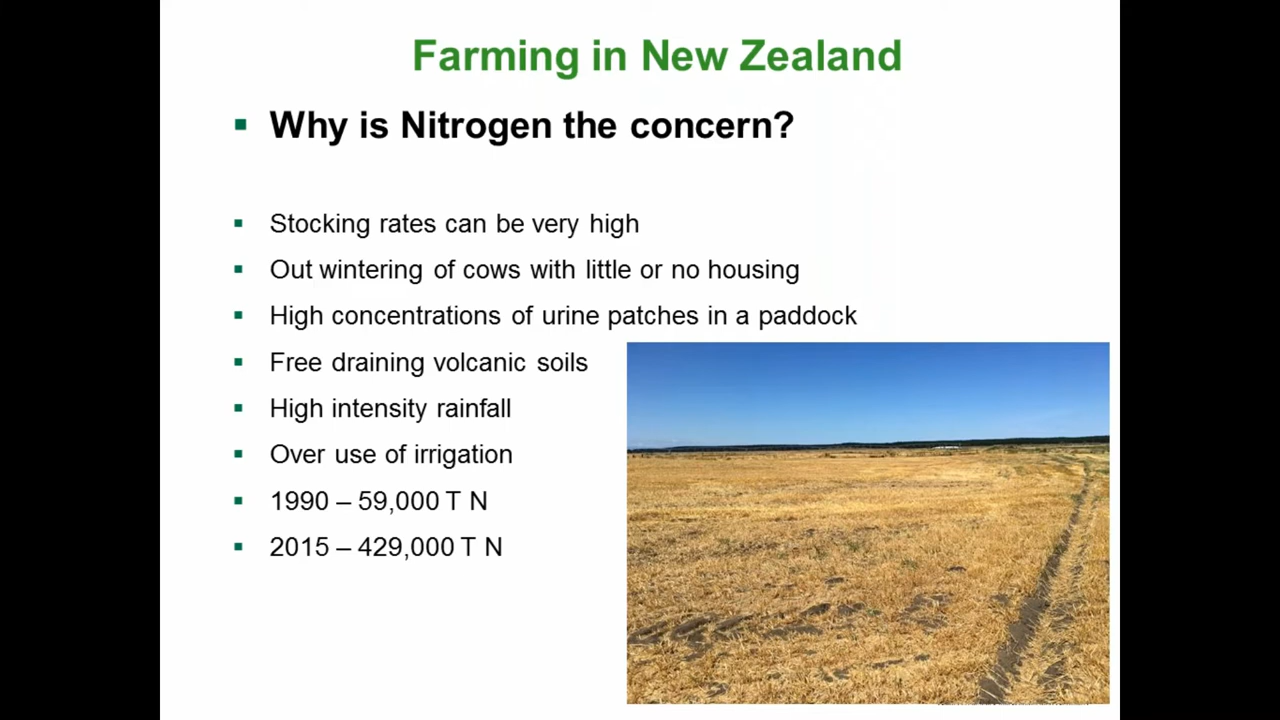 Farming in New Zealand
Why is Nitrogen the concern?
Stocking rates can be very high
Out wintering of cows with little or no housing
High concentrations of urine patches in a paddock
Free draining volcanic soils
High intensity rainfall
Over use of irrigation
1990 – 59,000 T N
2015 – 429,000 T N